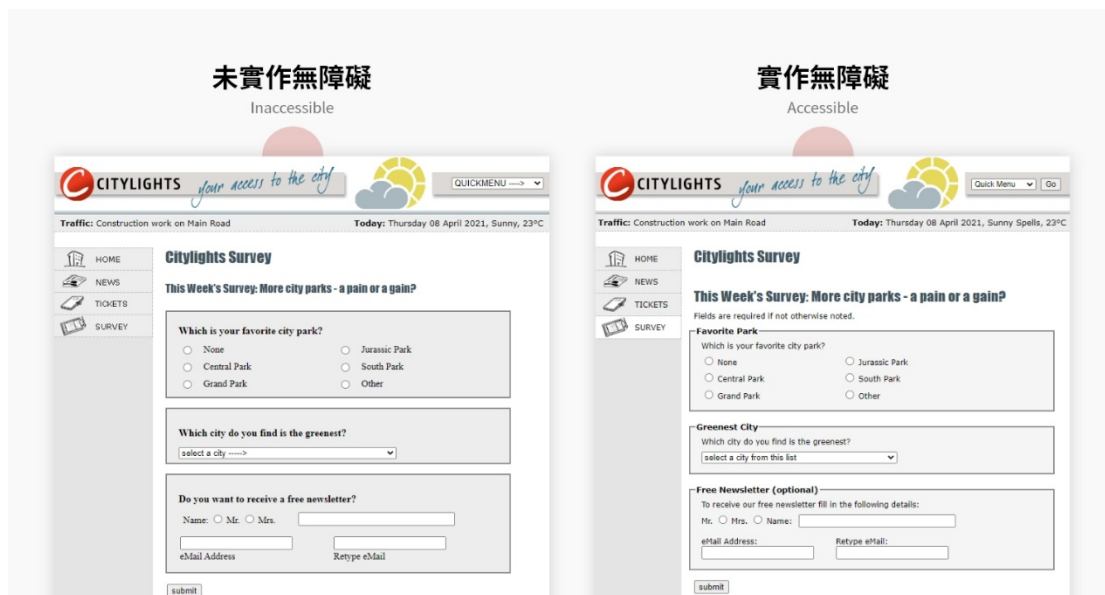 未實作無障礙
Inaccessible
CITYLIGHTS your access to the city
QUICKMENU ---->
Traffic: Construction work on Main Road
Today: Thursday 08 April 2021, Sunny, 23°C
HOME
NEWS
TICKETS
SURVEY
Citylights Survey
This Week's Survey: More city parks - a pain or a gain?
Which is your favorite city park?
None Jurassic Park
Central Park South Park
Grand Park Other
Which city do you find is the greenest?
select a city ----->
Do you want to receive a free newsletter?
Name: Mr. Mrs.
eMail Address Retype eMail
submit
實作無障礙
Accessible
CITYLIGHTS your access to the city
Quick Menu Go
Traffic: Construction work on Main Road
Today: Thursday 08 April 2021, Sunny Spells, 23°C
HOME
NEWS
TICKETS
SURVEY
Citylights Survey
This Week's Survey: More city parks - a pain or a gain?
Fields are required if not otherwise noted.
Favorite Park
Which is your favorite city park?
None Jurassic Park
Central Park South Park
Grand Park Other
Greenest City
Which city do you find is the greenest?
select a city from this list
Free Newsletter (optional)
To receive our free newsletter fill in the following details:
Mr. Mrs. Name:
eMail Address: Retype eMail:
submit